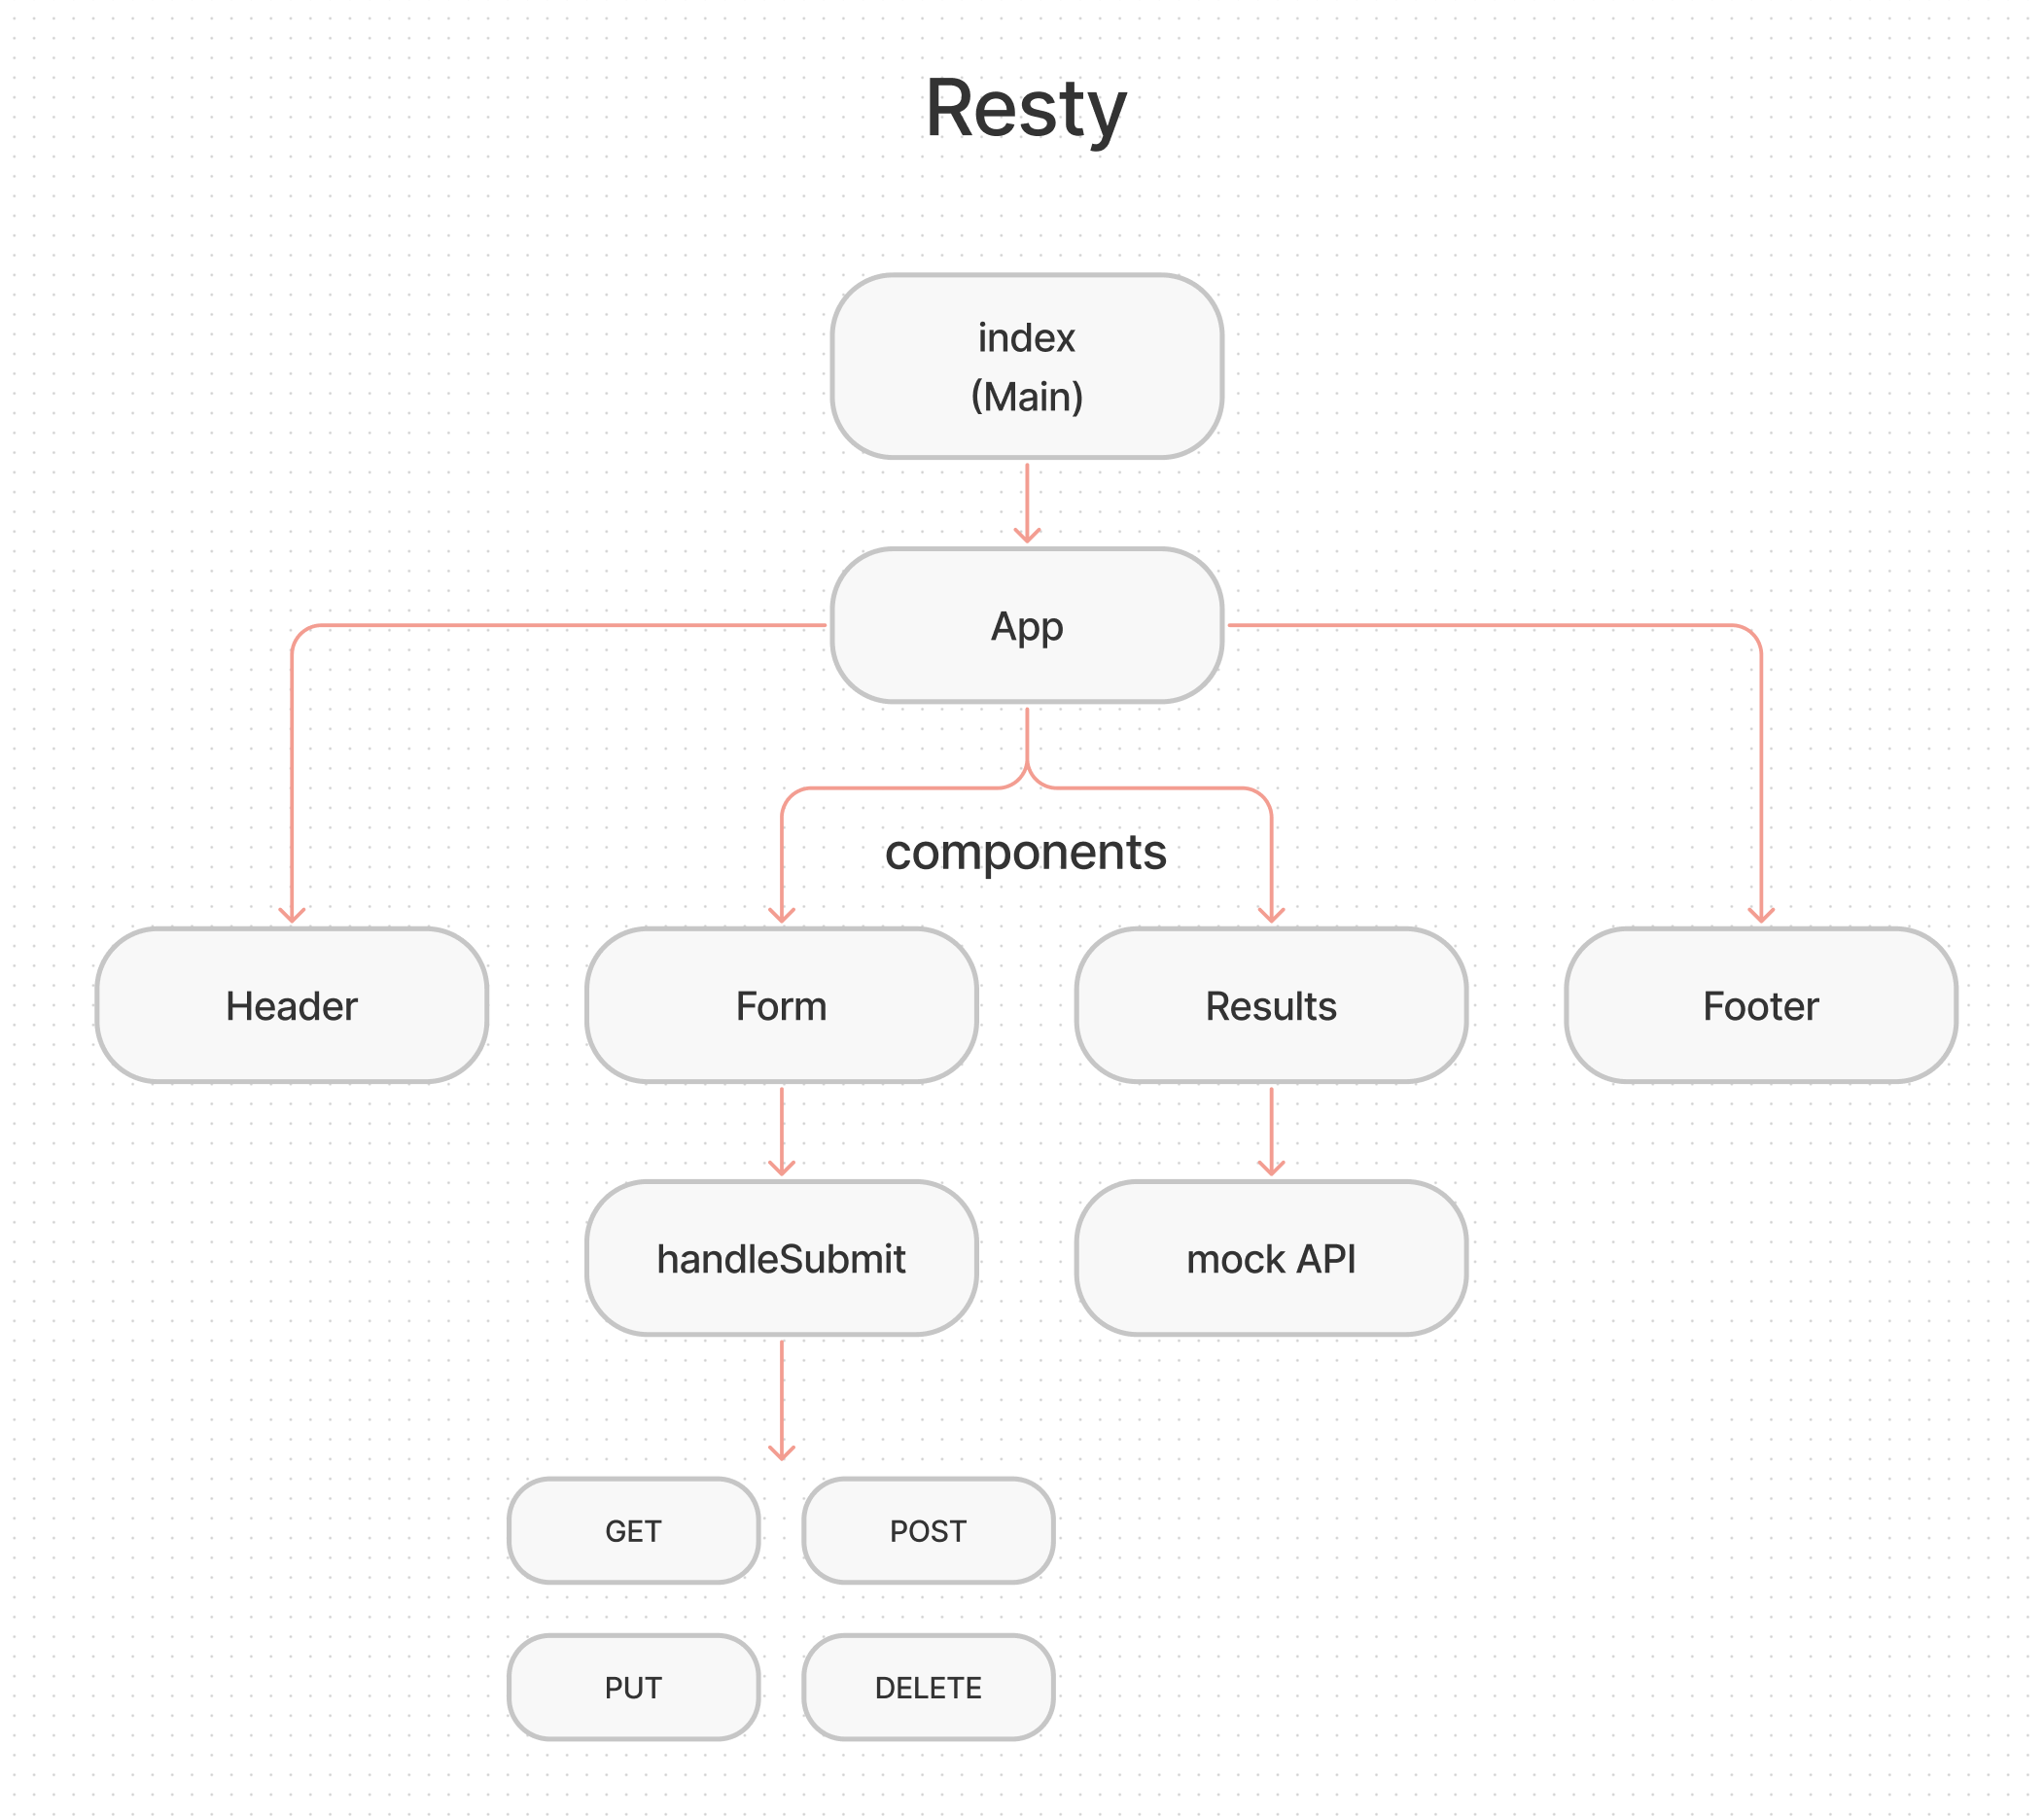 Resty
index
(Main)
App
components
Header
Form
Results
Footer
handleSubmit
mock API
GET
POST
PUT
DELETE